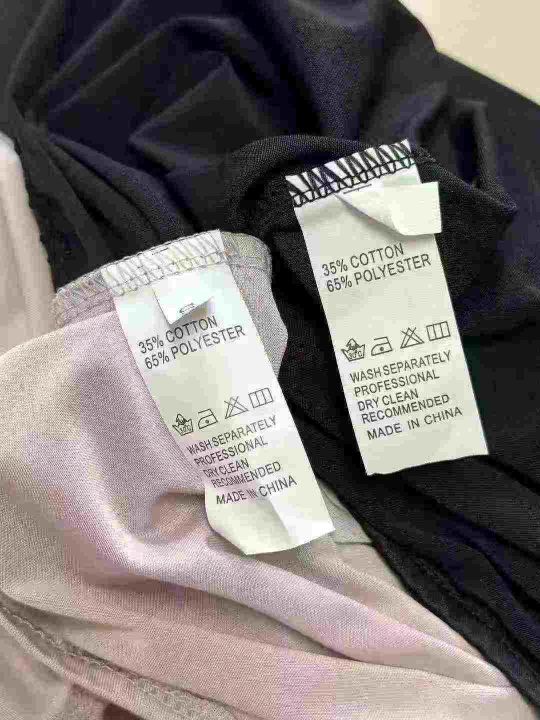 35% COTTON
65% POLYESTER
WASH SEPARATELY
PROFESSIONAL
DRY CLEAN
RECOMMENDED
MADE IN CHINA
35% COTTON
65% POLYESTER
WASH SEPARATELY
PROFESSIONAL
DRY CLEAN
RECOMMENDED
MADE IN CHINA